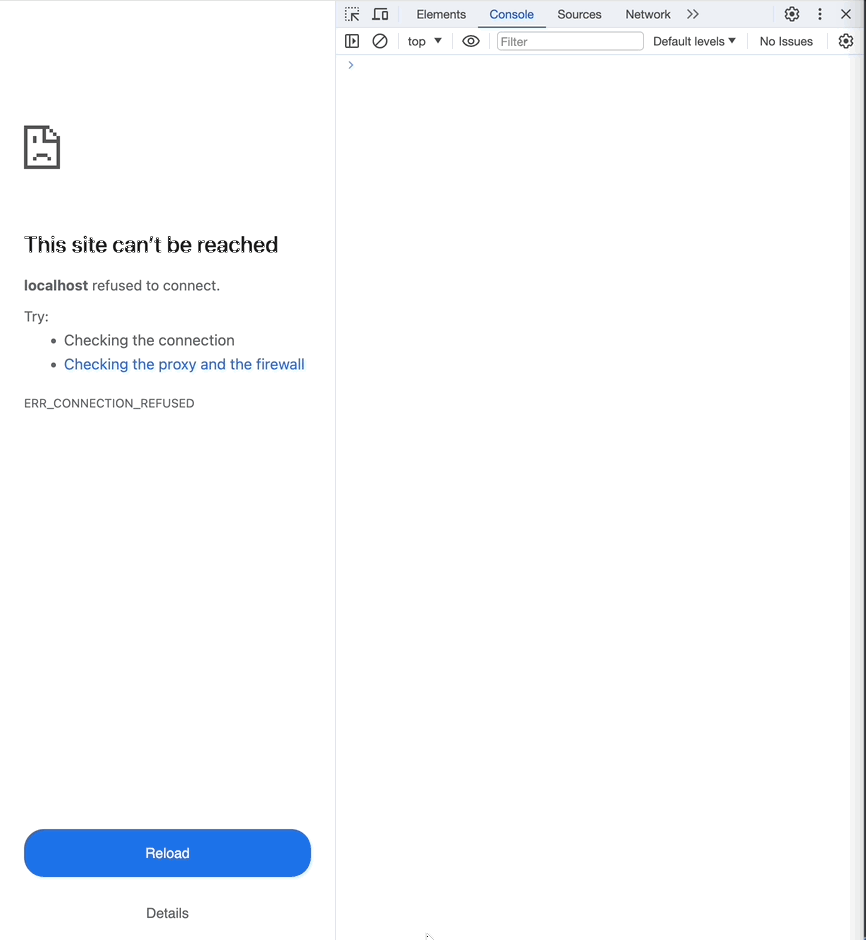 Elements Console Sources Network
top Filter Default levels No Issues
This site can't be reached
localhost refused to connect.
Try:
Checking the connection
Checking the proxy and the firewall
ERR_CONNECTION_REFUSED
Reload
Details